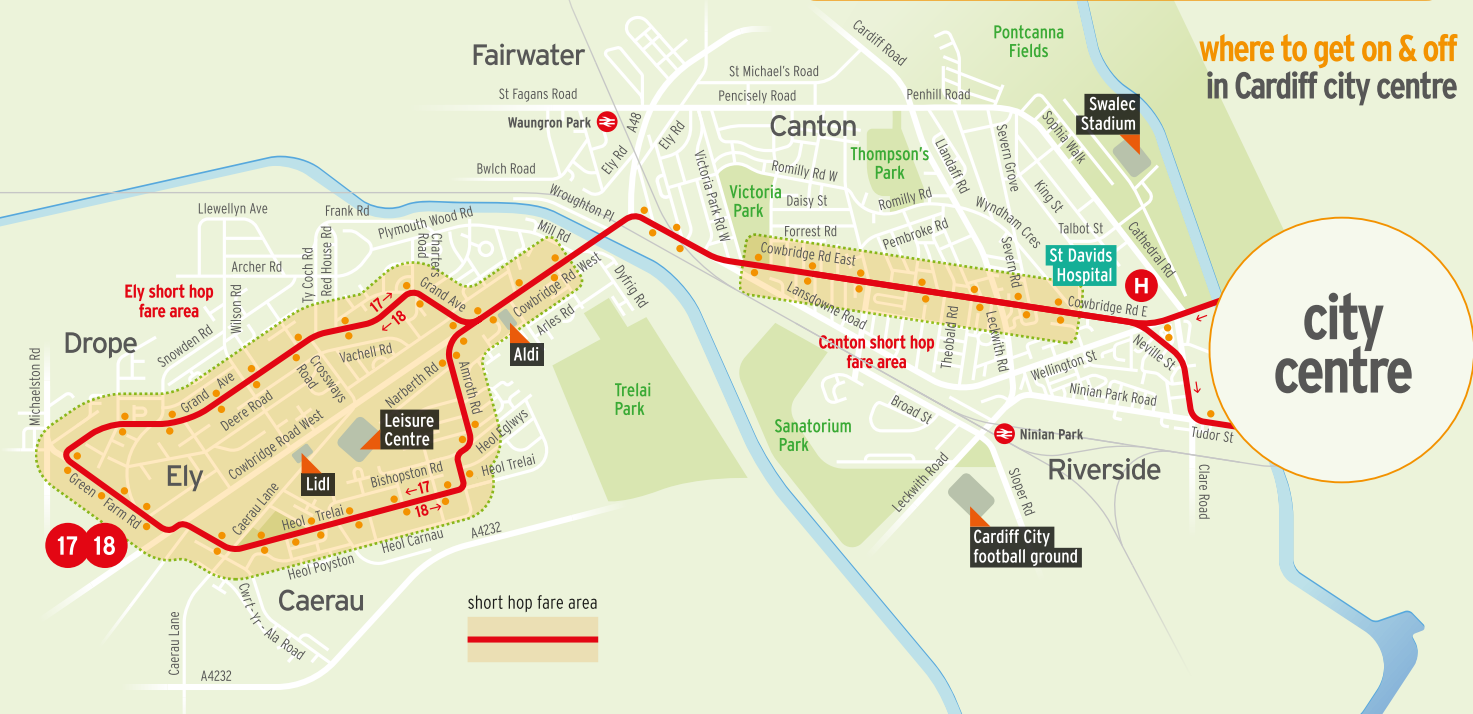 where to get on & off
in Cardiff city centre
Fairwater
St Fagans Road
Waungron Park
A48
Ely Rd
Ely Rd
Bwlch Road
Wroughton Pl
St Michael's Road
Pencisely Road
Cardiff Road
Penhill Road
Pontcanna
Fields
Swalec
Stadium
Sophia Walk
Canton
Thompson's
Park
Victoria Park Rd W
Victoria
Park
Romilly Rd W
Daisy St
Romilly Rd
Forrest Rd
Pembroke Rd
Llandaff Rd
Severn Grove
King St
Wyndham Cres
Talbot St
Cathedral Rd
Severn Rd
St Davids
Hospital
H
Cowbridge Rd East
Cowbridge Rd E
Lansdowne Road
Canton short hop
fare area
Theobald Rd
Leckwith Rd
Wellington St
Neville St
Ninian Park Road
Tudor St
Clare Road
city
centre
Broad St
Ninian Park
Riverside
Sanatorium
Park
Leckwith Road
Sloper Rd
Cardiff City
football ground
Llewellyn Ave
Frank Rd
Plymouth Wood Rd
Mill Rd
Archer Rd
Ty Coch Rd
Red House Rd
Charteris
Road
Ely short hop
fare area
Wilson Rd
Snowden Rd
Drope
Michaelston Rd
17→
←18
Grand Ave
Cowbridge Rd West
Dyfrig Rd
Arles Rd
Aldi
Vachell Rd
Crossways
Road
Narberth Rd
Amroth Rd
Grand Ave
Deere Road
Cowbridge Road West
Leisure
Centre
Lidl
Heol Eglwys
Heol Trelai
Bishopston Rd
Trelai
Park
Ely
Green Farm Rd
Caerau Lane
Heol Trelai
←17
18→
Heol Carnau
A4232
Heol Poyston
17 18
Caerau
Cwrt-Yr-Ala Road
Caerau Lane
A4232
short hop fare area